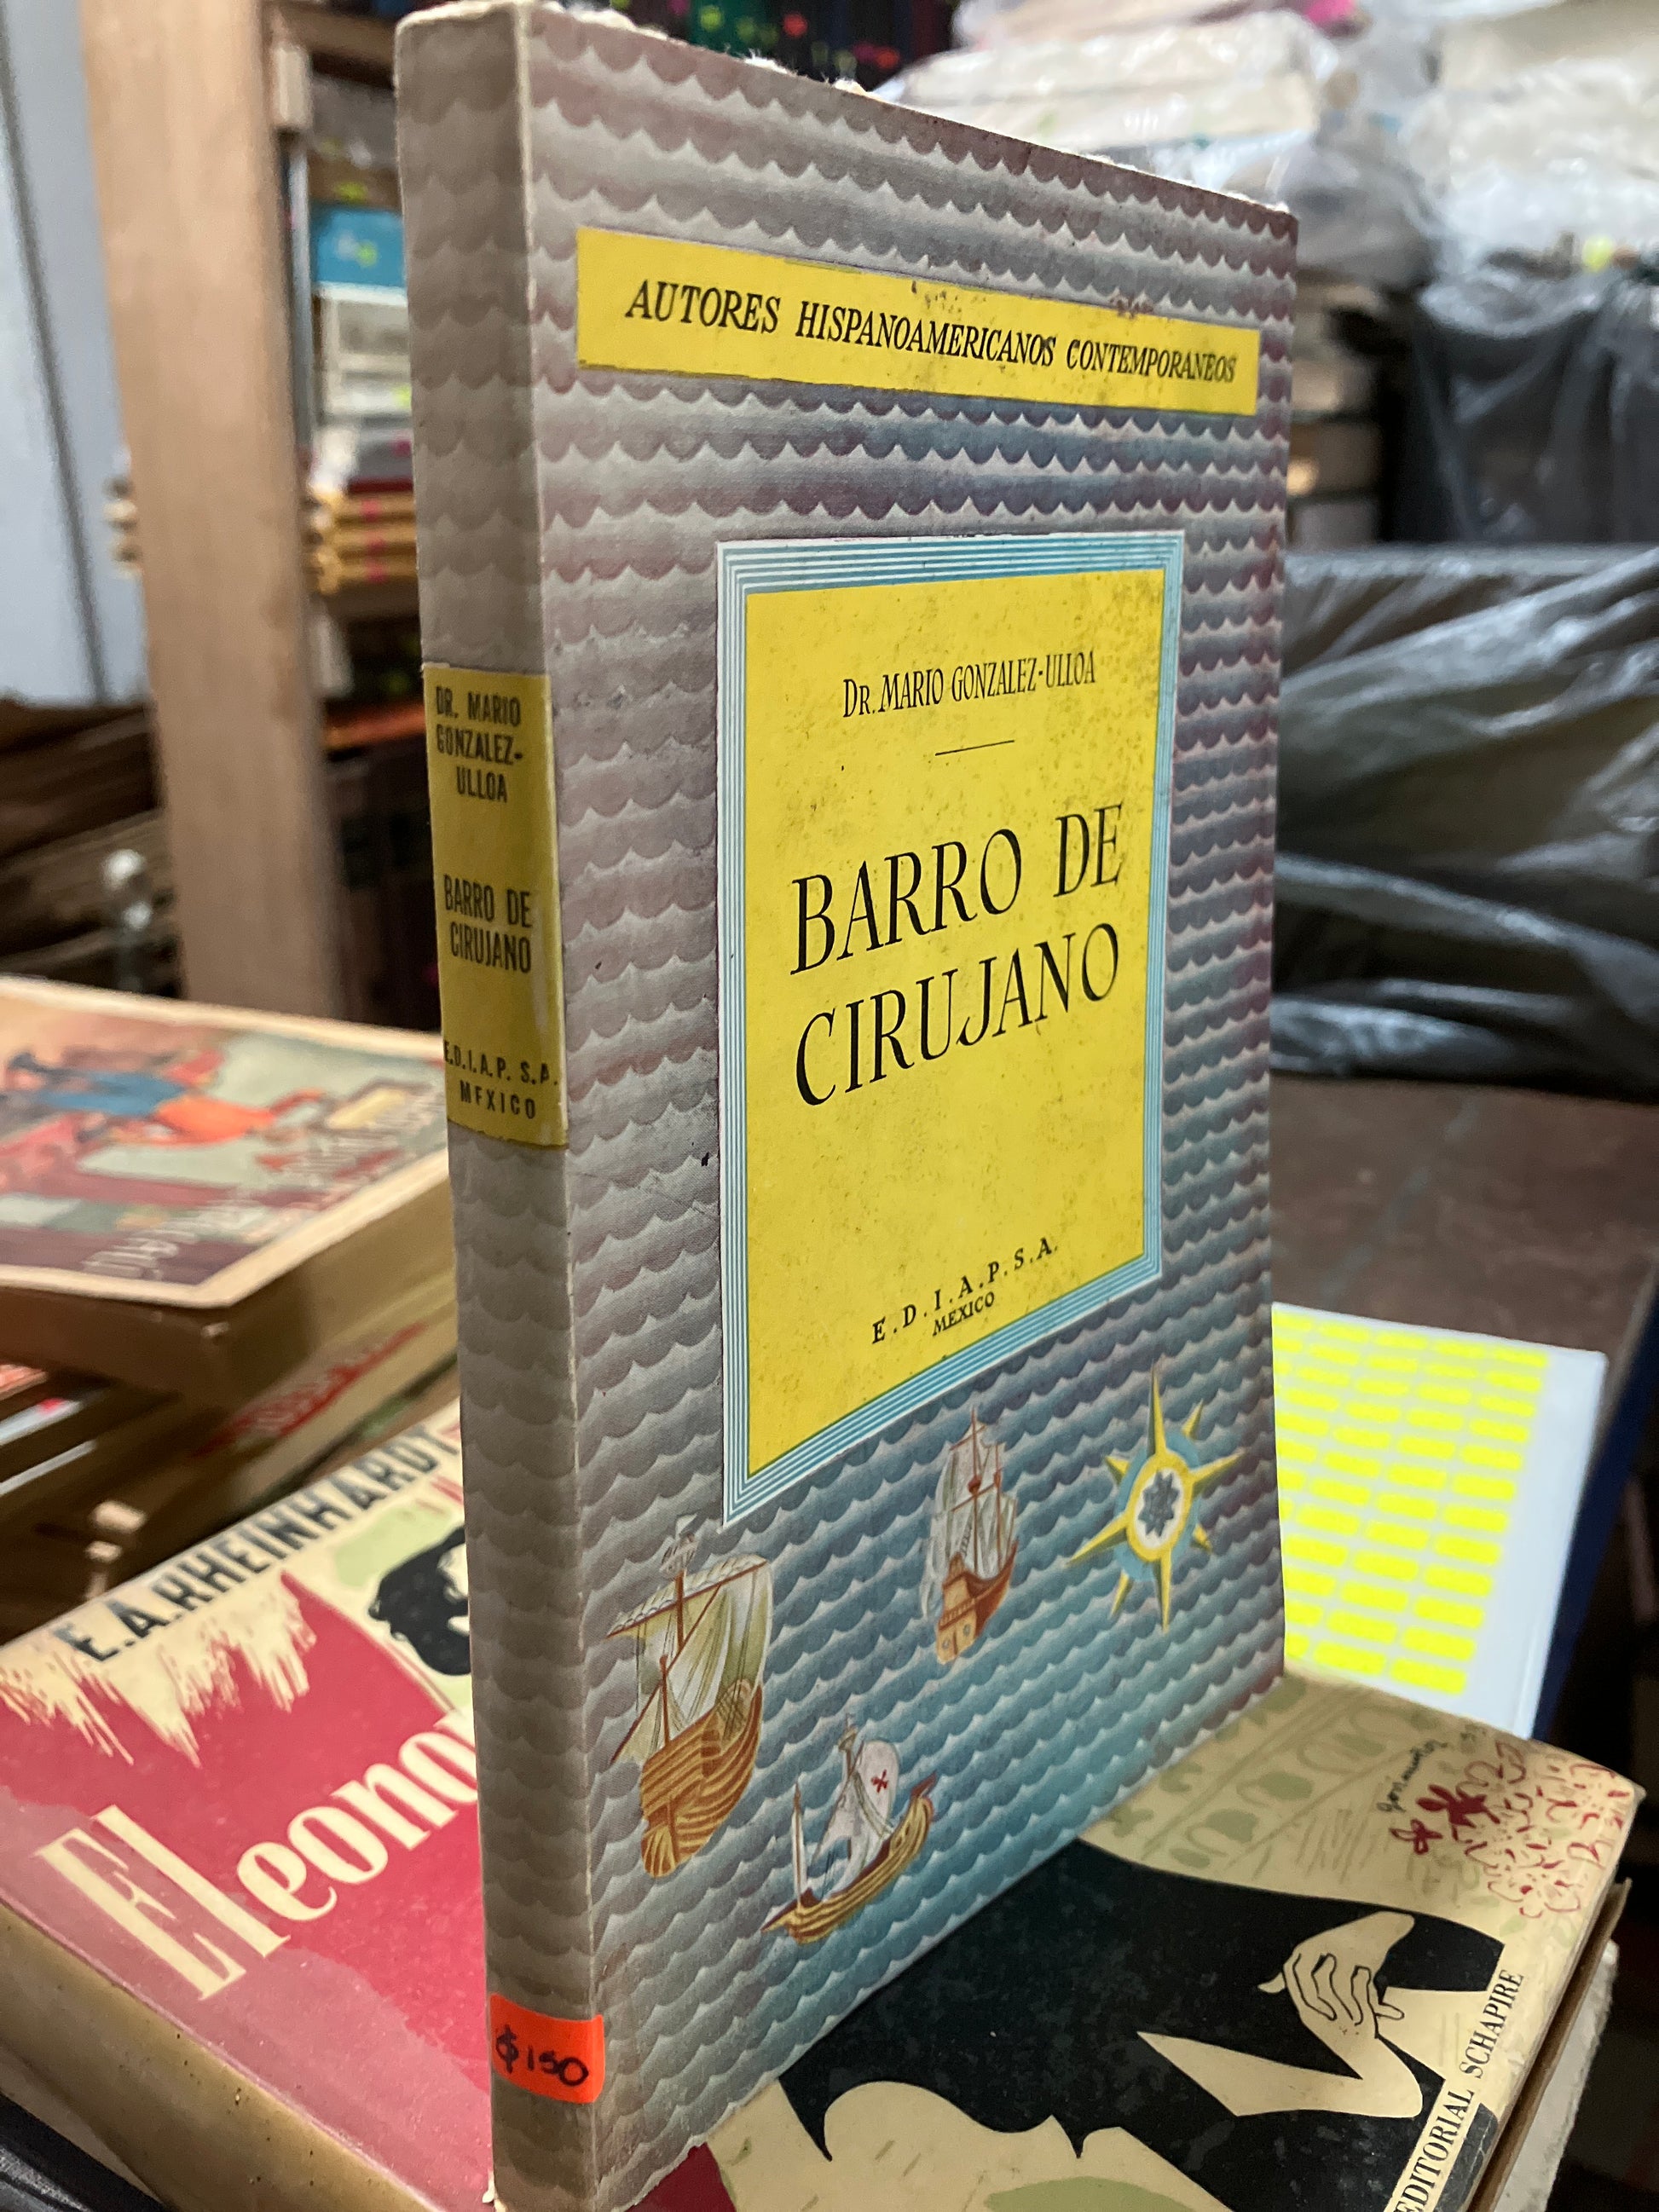 AUTORES HISPANOAMERICANOS CONTEMPORANEOS
DR. MARIO GONZALEZ-ULLOA
BARRO DE
CIRUJANO
E.D.I.A.P.S.A.
MEXICO
DR. MARIO
GONZALEZ-
ULLOA
BARRO DE
CIRUJANO
E.D.I.A.P. S.A.
MEXICO
$150
E.A.RHEINHARDT
Eleono
EDITORIAL SCHAPIRE